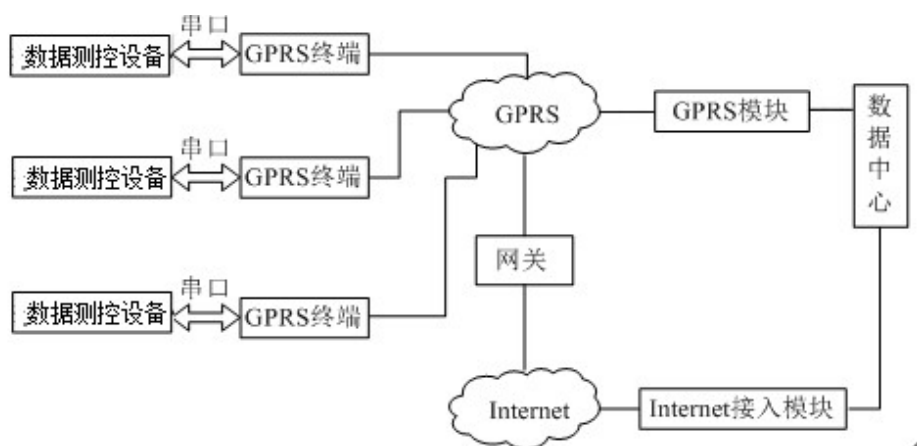 串口
数据测控设备
GPRS终端
GPRS
GPRS模块
数据中心
串口
数据测控设备
GPRS终端
网关
串口
数据测控设备
GPRS终端
Internet
Internet接入模块